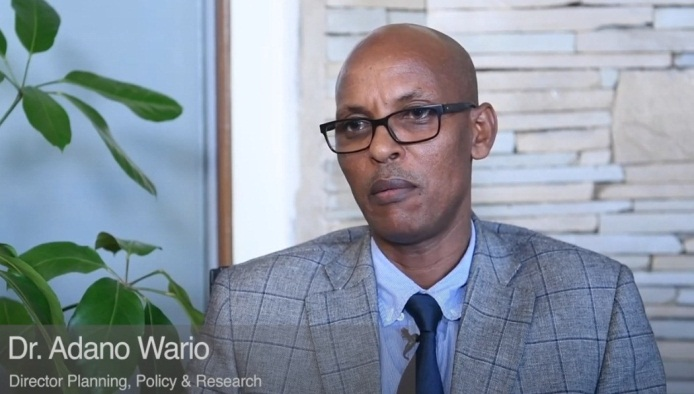 Dr. Adano Wario
Director Planning, Policy & Research